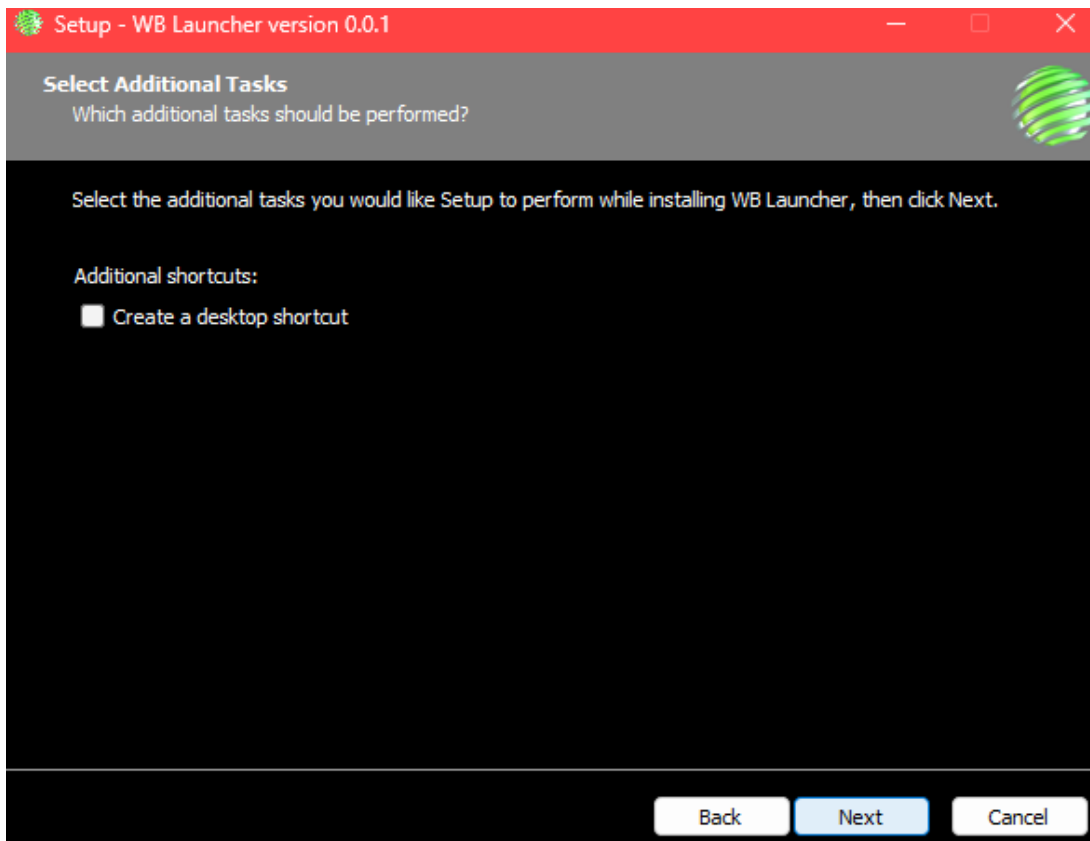 Setup - WB Launcher version 0.0.1
Select Additional Tasks
Which additional tasks should be performed?
Select the additional tasks you would like Setup to perform while installing WB Launcher, then click Next.
Additional shortcuts:
Create a desktop shortcut
Back
Next
Cancel